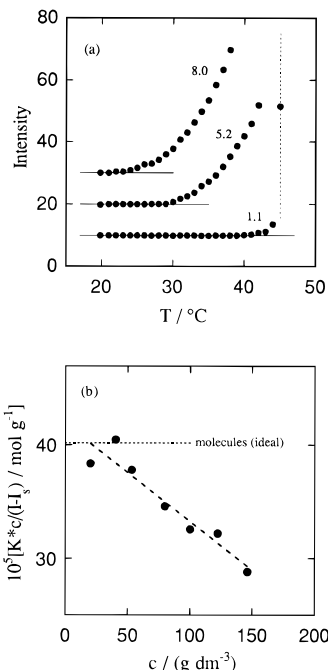 80
(a)
8.0
60
5.2
40
1.1
20
0
20
30
40
50
Intensity
T / °C
(b)
molecules (ideal)
40
30
0
50
100
150
200
10⁵[K*c/(I-Iₛ) / mol g⁻¹]
c / (g dm⁻³)